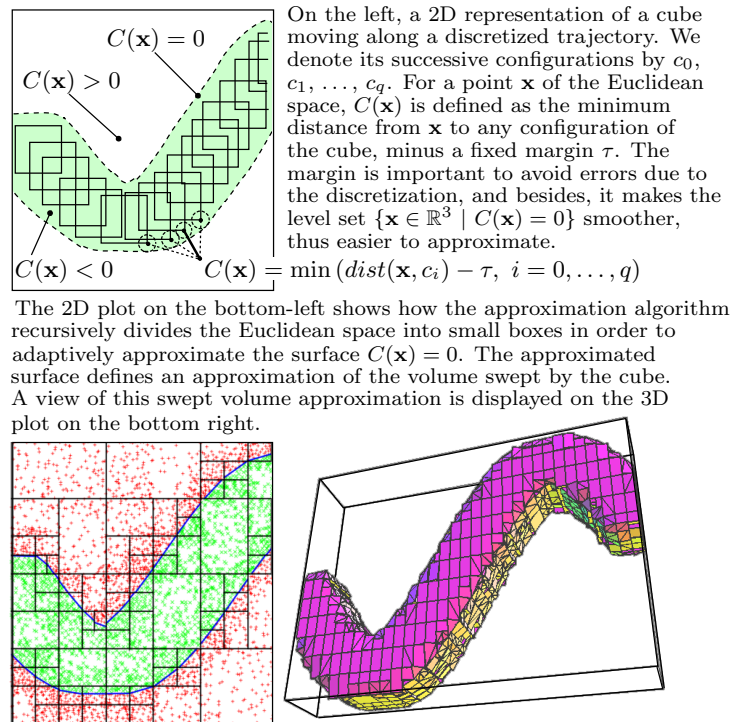 C(x) = 0
C(x) > 0
C(x) < 0
On the left, a 2D representation of a cube
moving along a discretized trajectory. We
denote its successive configurations by c₀,
c₁, . . . , c_q. For a point x of the Euclidean
space, C(x) is defined as the minimum
distance from x to any configuration of
the cube, minus a fixed margin τ. The
margin is important to avoid errors due to
the discretization, and besides, it makes the
level set {x ∈ ℝ³ | C(x) = 0} smoother,
thus easier to approximate.
C(x) = min (dist(x, c_i) − τ, i = 0, . . . , q)
The 2D plot on the bottom-left shows how the approximation algorithm
recursively divides the Euclidean space into small boxes in order to
adaptively approximate the surface C(x) = 0. The approximated
surface defines an approximation of the volume swept by the cube.
A view of this swept volume approximation is displayed on the 3D
plot on the bottom right.